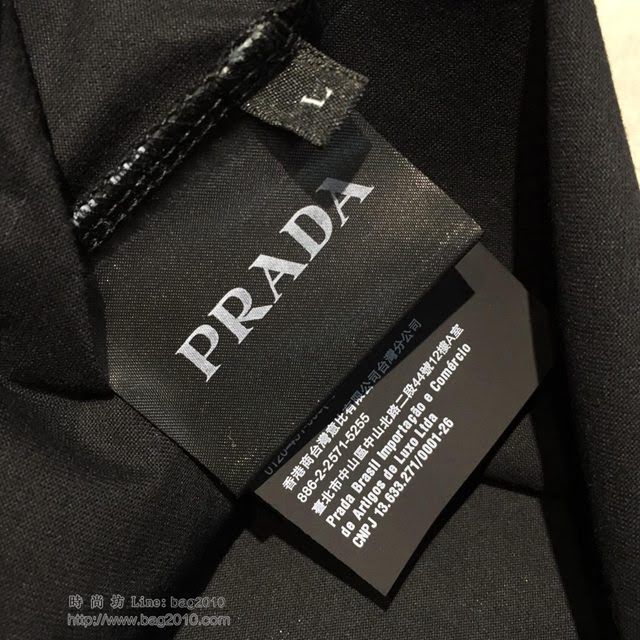 L
PRADA
香港商台灣普拉達有限公司台灣分公司
886-2-2571-5255
臺北市中山區中山北路二段44號12樓A室
Prada Brasil Importação e Comércio
de Artigos de Luxo Ltda
CNPJ 13.633.271/0001-26
時尚坊 Line: bag2010
http://www.bag2010.com/